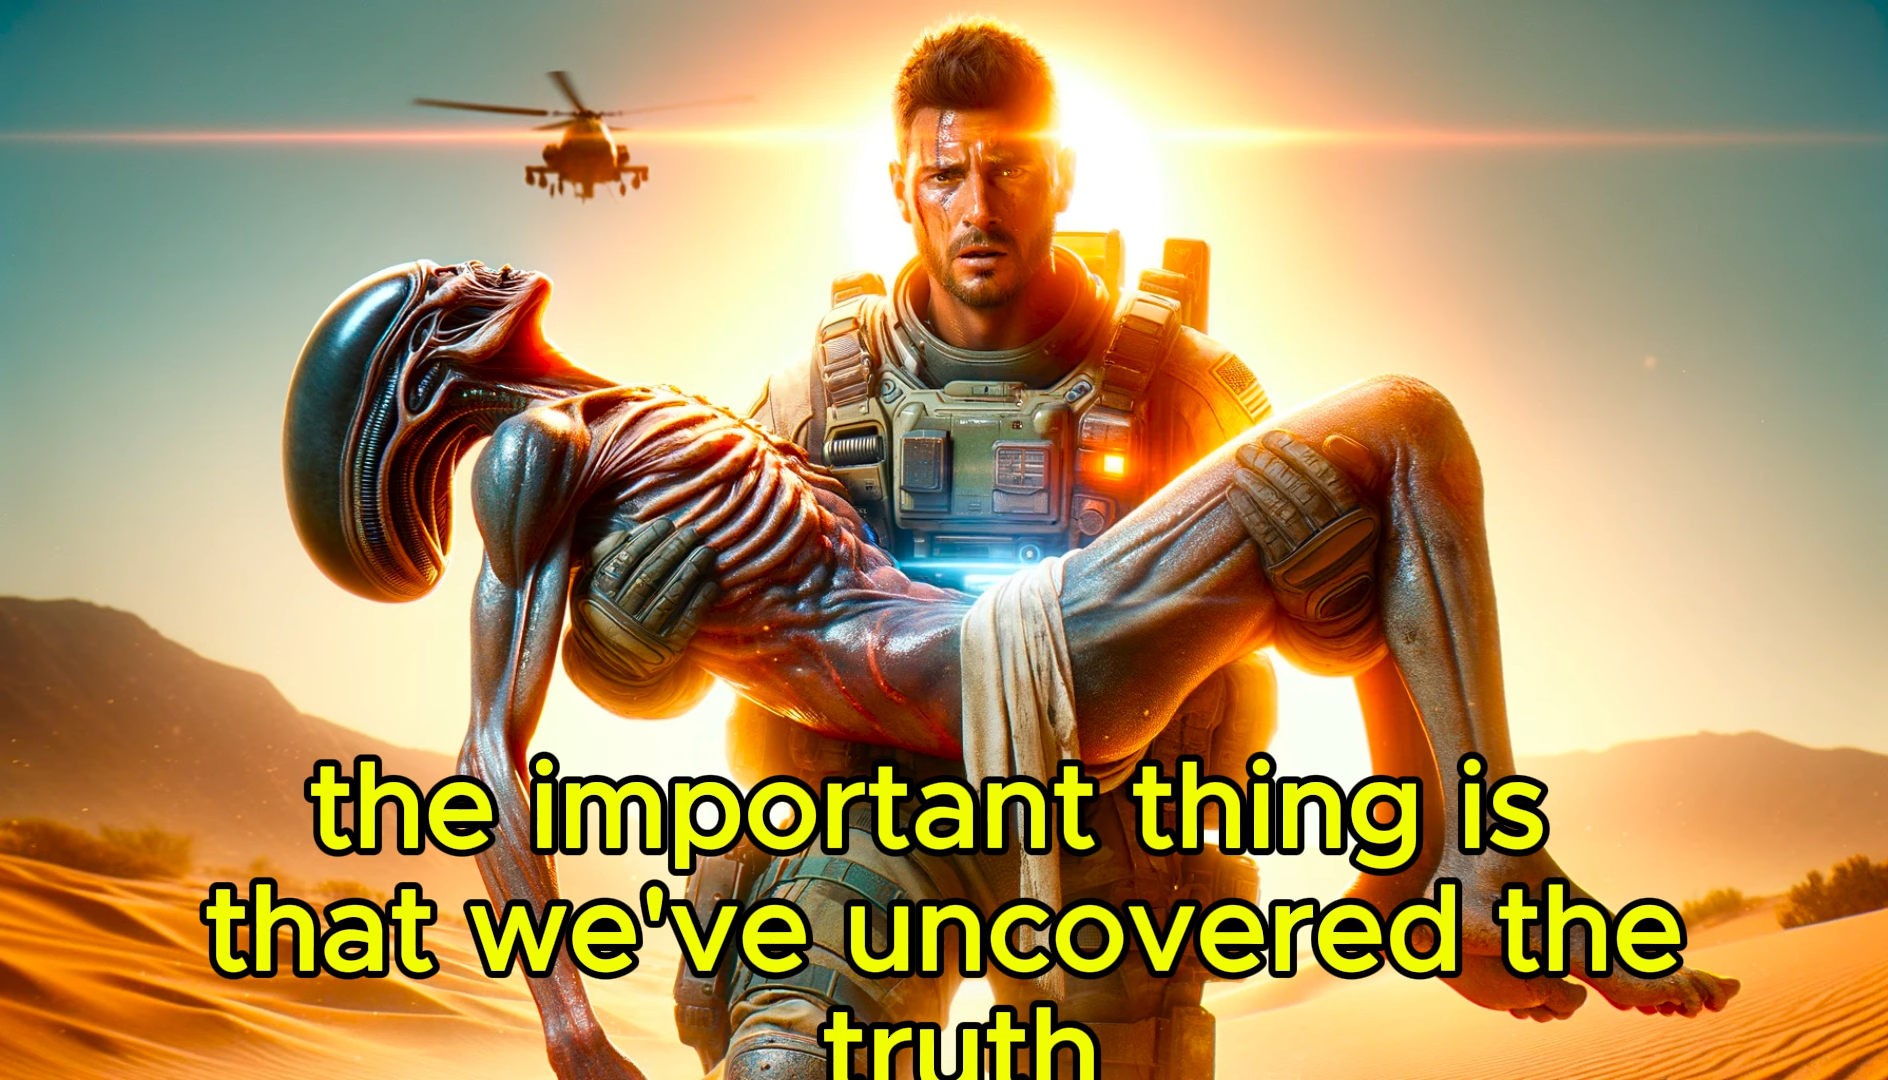 the important thing is
that we've uncovered the
truth